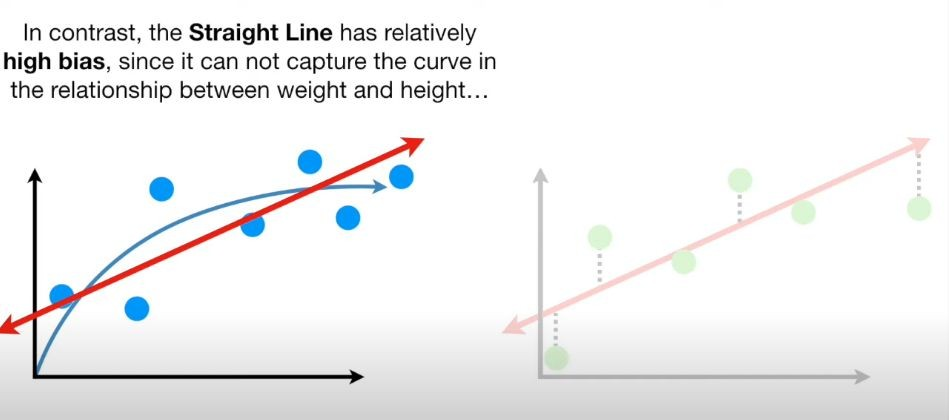 In contrast, the Straight Line has relatively
high bias, since it can not capture the curve in
the relationship between weight and height…